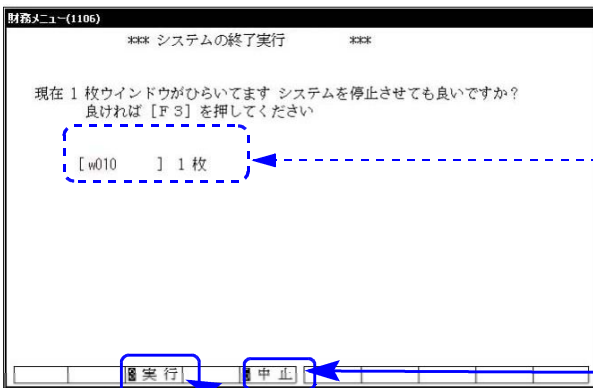 財務メニュー(1106)
*** システムの終了実行 ***
現在 1 枚ウインドウがひらいてます システムを停止させても良いですか?
良ければ [F3] を押してください
[w010 ] 1 枚
実 行 中 止